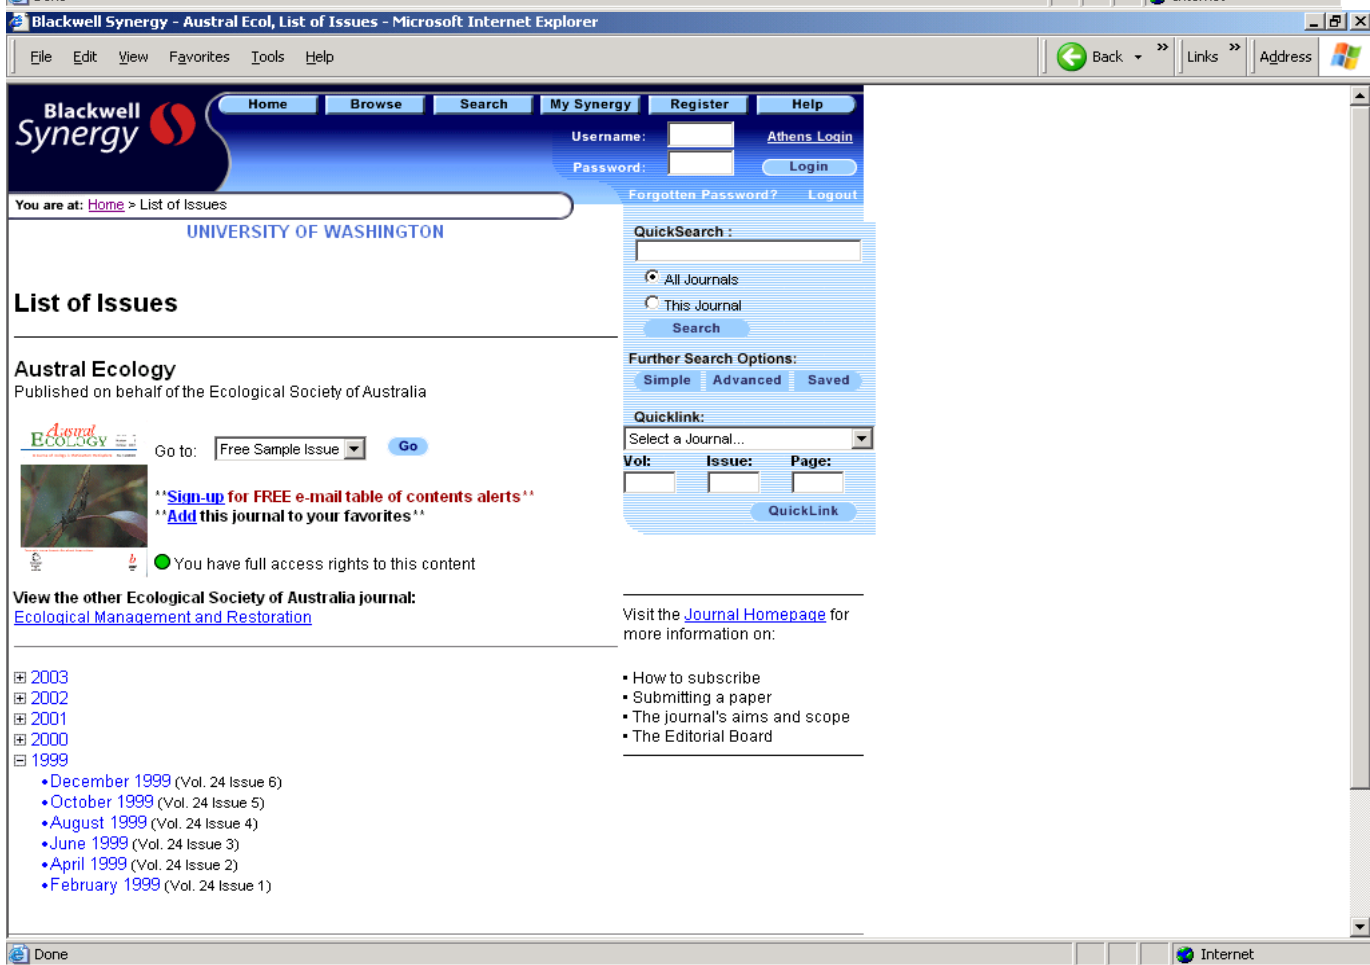 Done
Internet
Blackwell Synergy - Austral Ecol, List of Issues - Microsoft Internet Explorer
File Edit View Favorites Tools Help
Back » Links » Address
Blackwell
Synergy
Home Browse Search My Synergy Register Help
Username: Athens Login
Password: Login
Forgotten Password? Logout
You are at: Home > List of Issues
UNIVERSITY OF WASHINGTON
List of Issues
Austral Ecology
Published on behalf of the Ecological Society of Australia
Austral
ECOLOGY
Go to: Free Sample Issue Go
**Sign-up for FREE e-mail table of contents alerts**
**Add this journal to your favorites**
You have full access rights to this content
View the other Ecological Society of Australia journal:
Ecological Management and Restoration
2003
2002
2001
2000
1999
•December 1999 (Vol. 24 Issue 6)
•October 1999 (Vol. 24 Issue 5)
•August 1999 (Vol. 24 Issue 4)
•June 1999 (Vol. 24 Issue 3)
•April 1999 (Vol. 24 Issue 2)
•February 1999 (Vol. 24 Issue 1)
QuickSearch :
All Journals
This Journal
Search
Further Search Options:
Simple Advanced Saved
Quicklink:
Select a Journal...
Vol: Issue: Page:
QuickLink
Visit the Journal Homepage for
more information on:
▪ How to subscribe
▪ Submitting a paper
▪ The journal's aims and scope
▪ The Editorial Board
Done
Internet